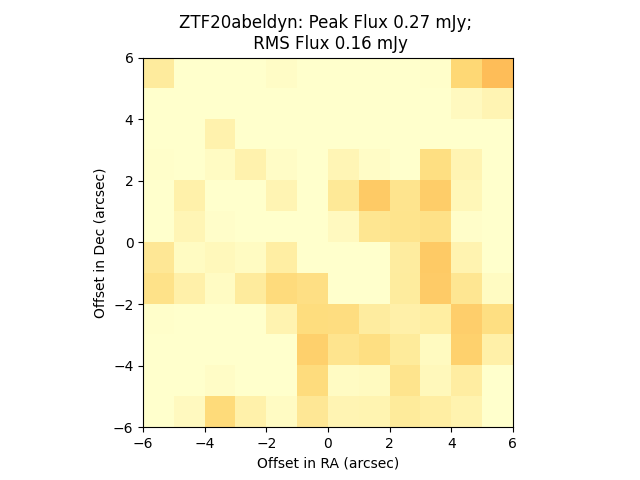 ZTF20abeldyn: Peak Flux 0.27 mJy;
RMS Flux 0.16 mJy
6
4
2
0
−2
−4
−6
Offset in Dec (arcsec)
−6 −4 −2 0 2 4 6
Offset in RA (arcsec)